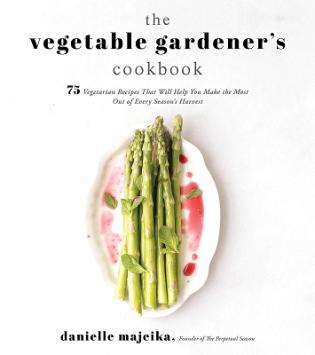 the
vegetable gardener's
cookbook
75 Vegetarian Recipes That Will Help You Make the Most
Out of Every Season's Harvest
danielle majeika, Founder of The Perpetual Season